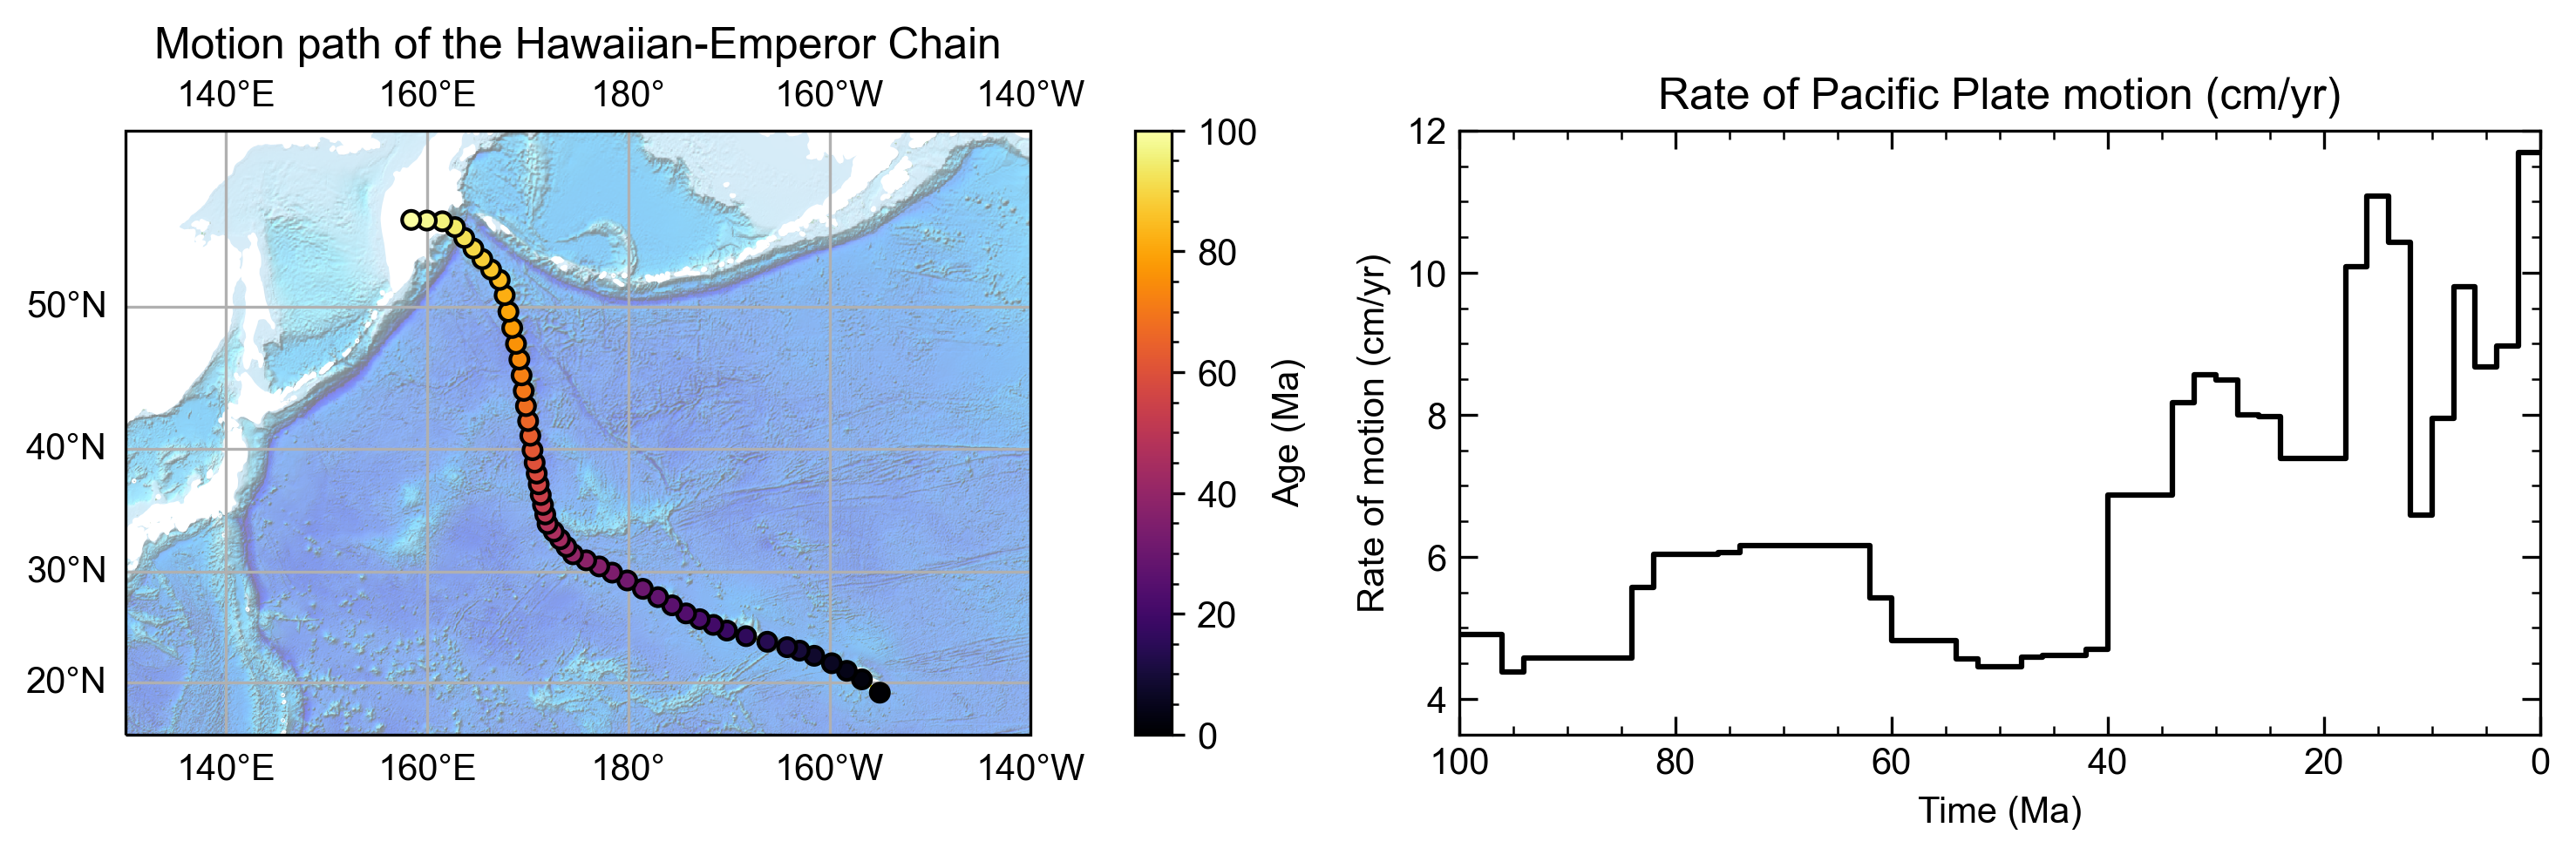 Motion path of the Hawaiian-Emperor Chain
140°E 160°E 180° 160°W 140°W
50°N
40°N
30°N
20°N
140°E 160°E 180° 160°W 140°W
100
80
60
40
20
0
Age (Ma)
Rate of Pacific Plate motion (cm/yr)
12
10
8
6
4
Rate of motion (cm/yr)
100 80 60 40 20 0
Time (Ma)